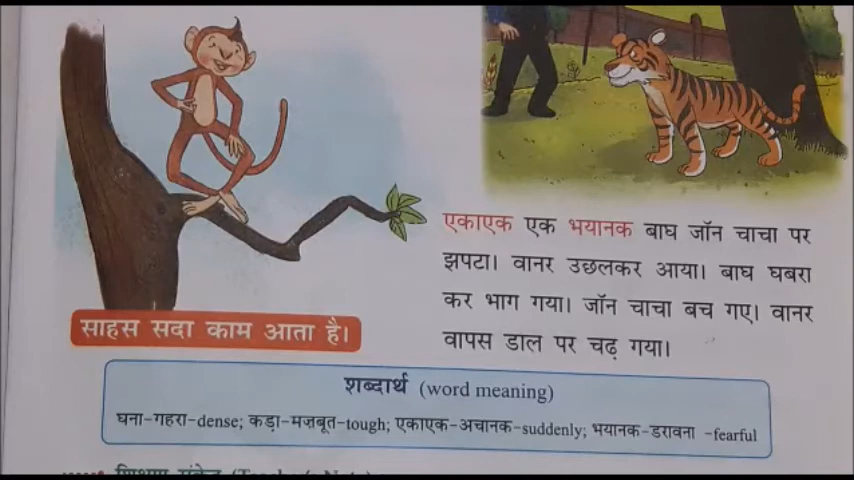 एकाएक एक भयानक बाघ जॉन चाचा पर
झपटा। वानर उछलकर आया। बाघ घबरा
कर भाग गया। जॉन चाचा बच गए। वानर
वापस डाल पर चढ़ गया।
साहस सदा काम आता है।
शब्दार्थ (word meaning)
घना-गहरा-dense; कड़ा-मज़बूत-tough; एकाएक-अचानक-suddenly; भयानक-डरावना -fearful